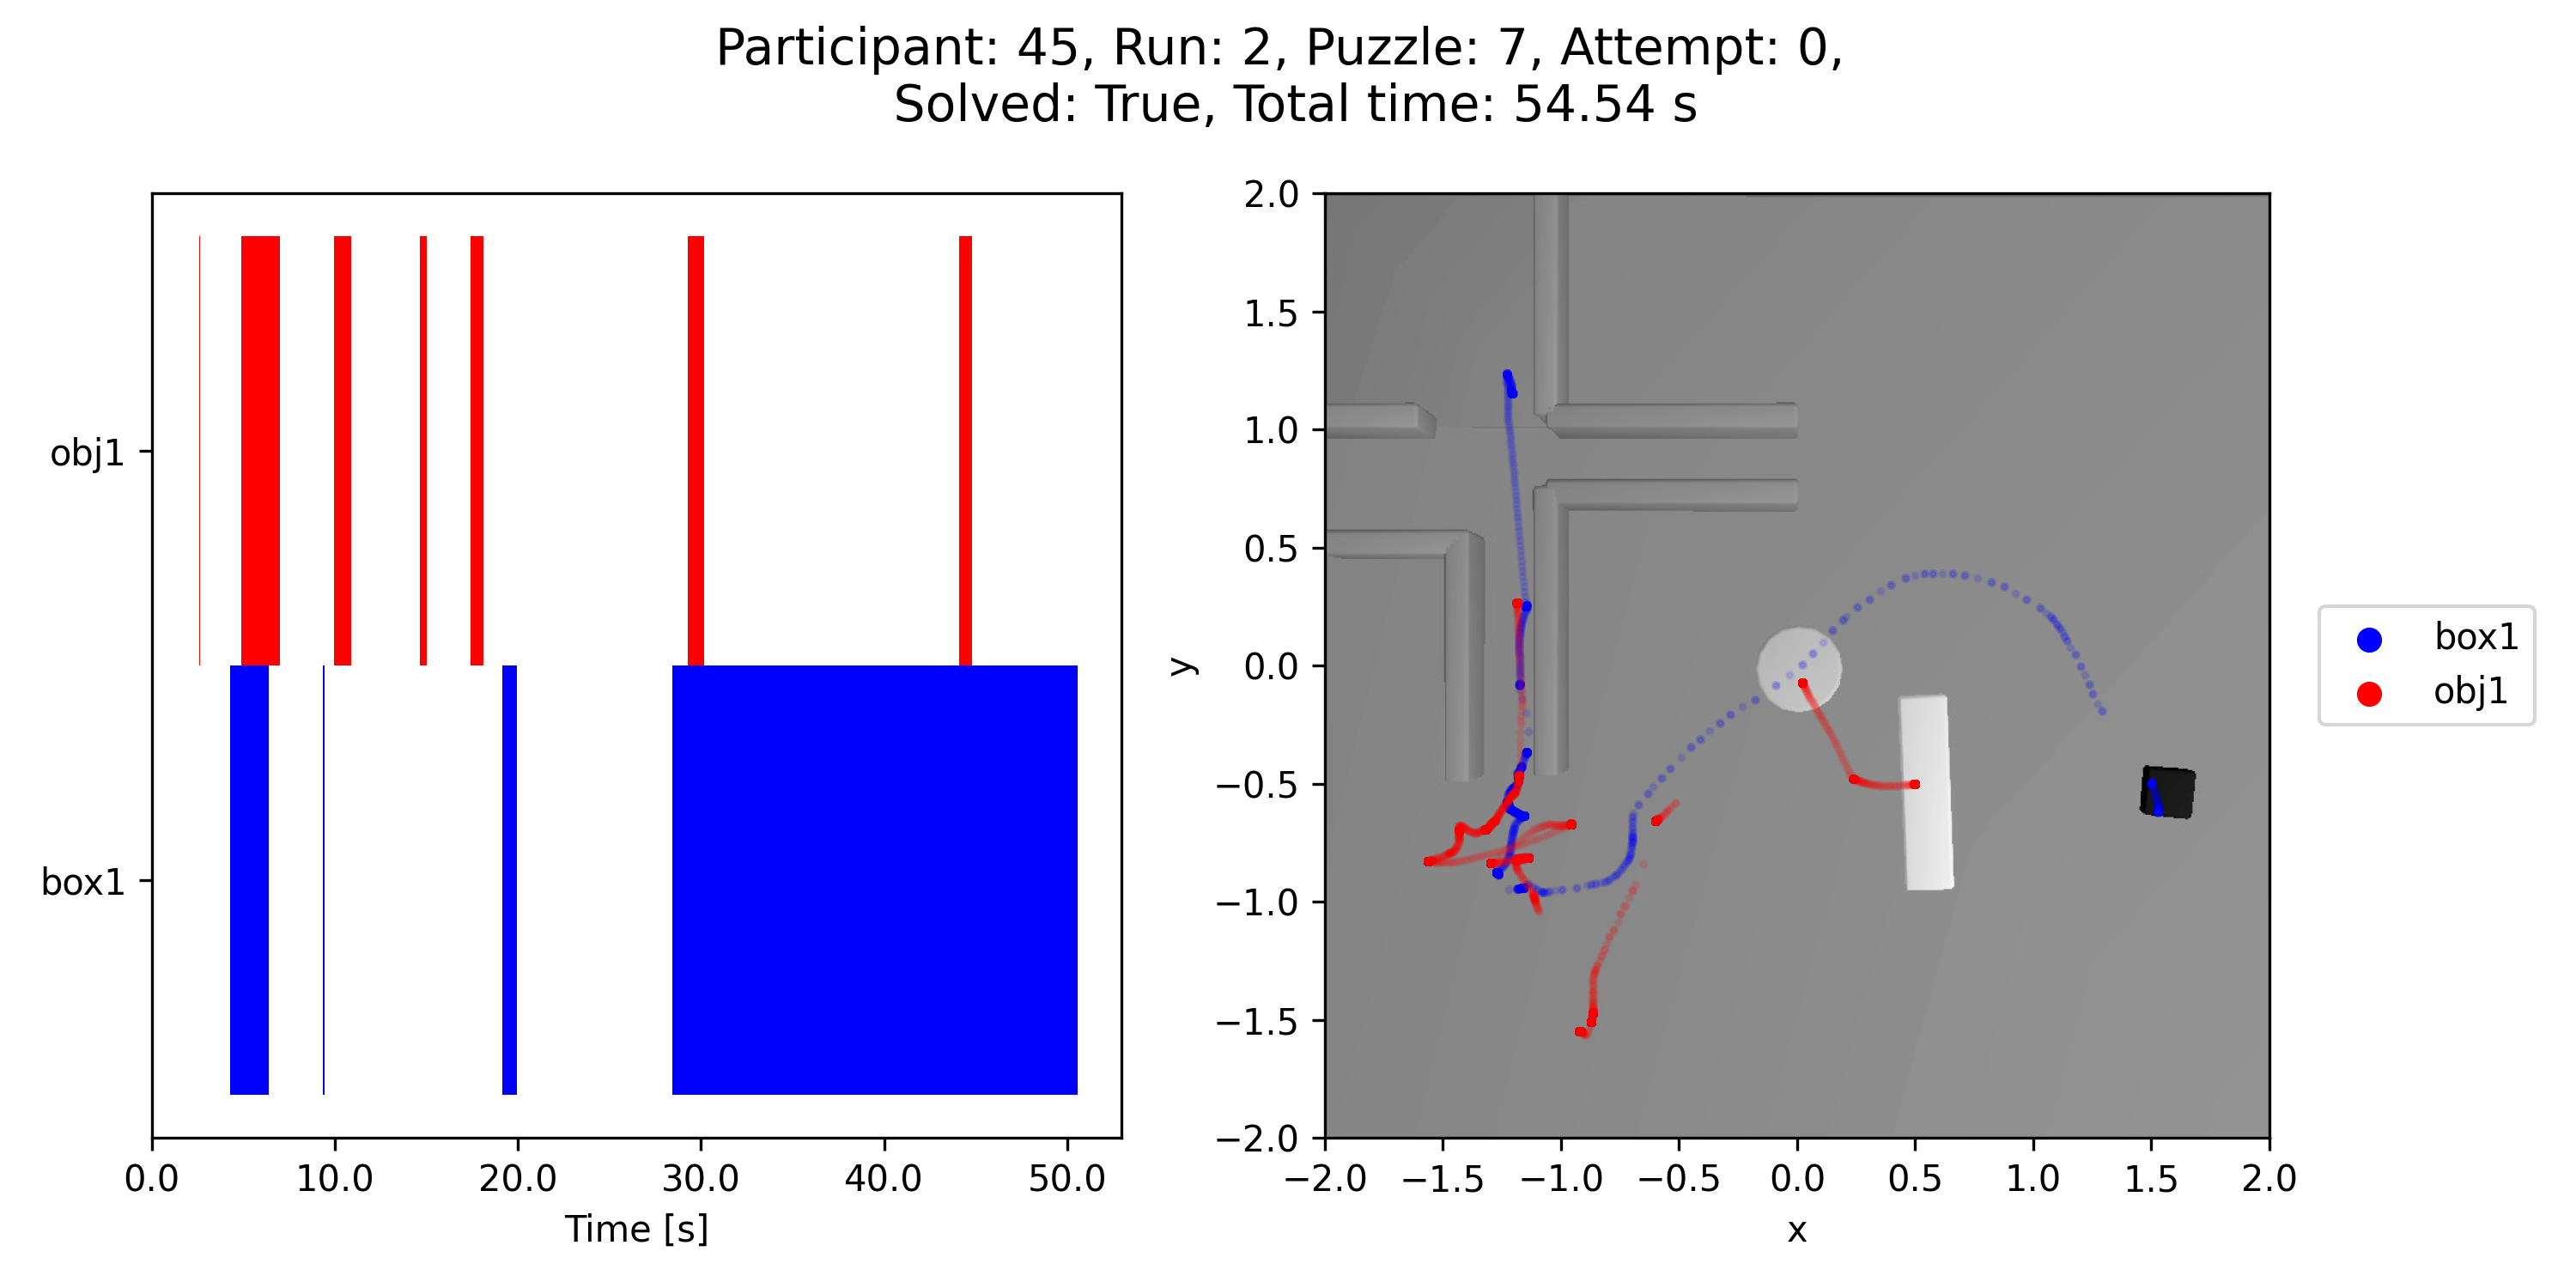 Participant: 45, Run: 2, Puzzle: 7, Attempt: 0,
Solved: True, Total time: 54.54 s
obj1
box1
0.0 10.0 20.0 30.0 40.0 50.0
Time [s]
2.0
1.5
1.0
0.5
0.0
−0.5
−1.0
−1.5
−2.0
y
−2.0 −1.5 −1.0 −0.5 0.0 0.5 1.0 1.5 2.0
x
box1
obj1